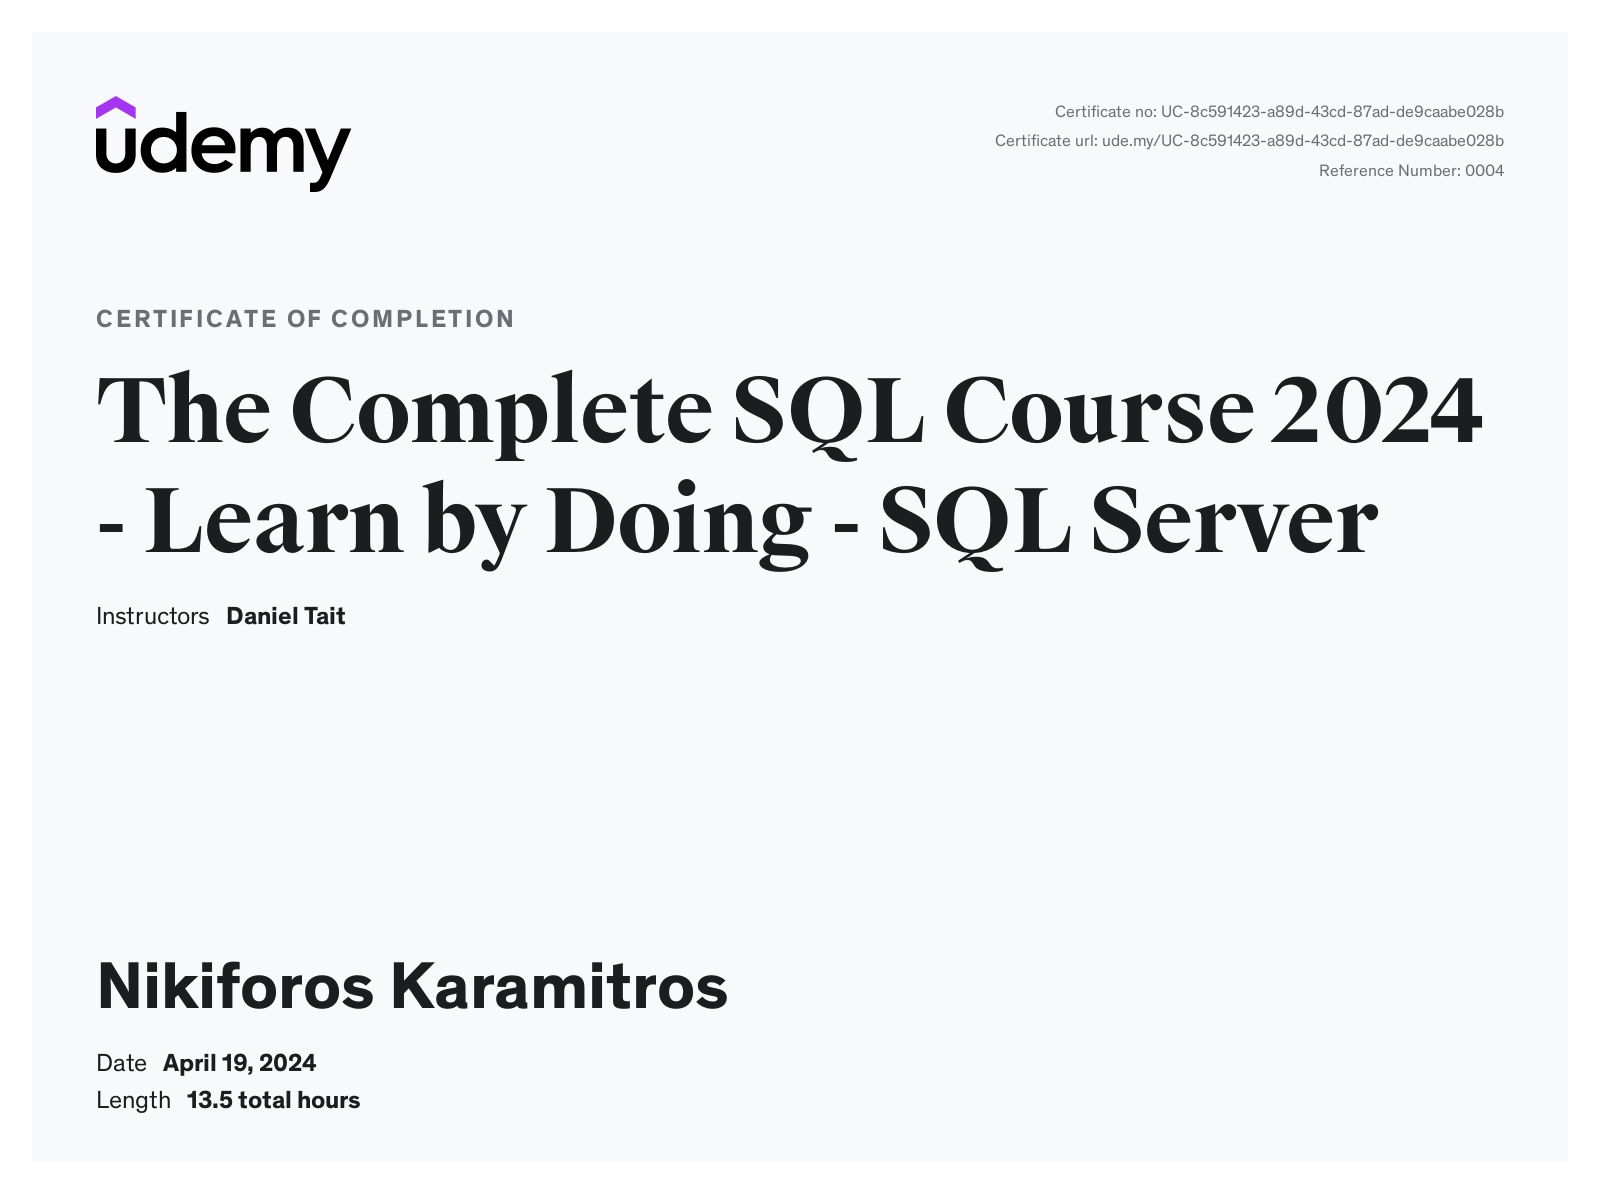 udemy
Certificate no: UC-8c591423-a89d-43cd-87ad-de9caabe028b
Certificate url: ude.my/UC-8c591423-a89d-43cd-87ad-de9caabe028b
Reference Number: 0004
CERTIFICATE OF COMPLETION
The Complete SQL Course 2024
- Learn by Doing - SQL Server
Instructors Daniel Tait
Nikiforos Karamitros
Date April 19, 2024
Length 13.5 total hours